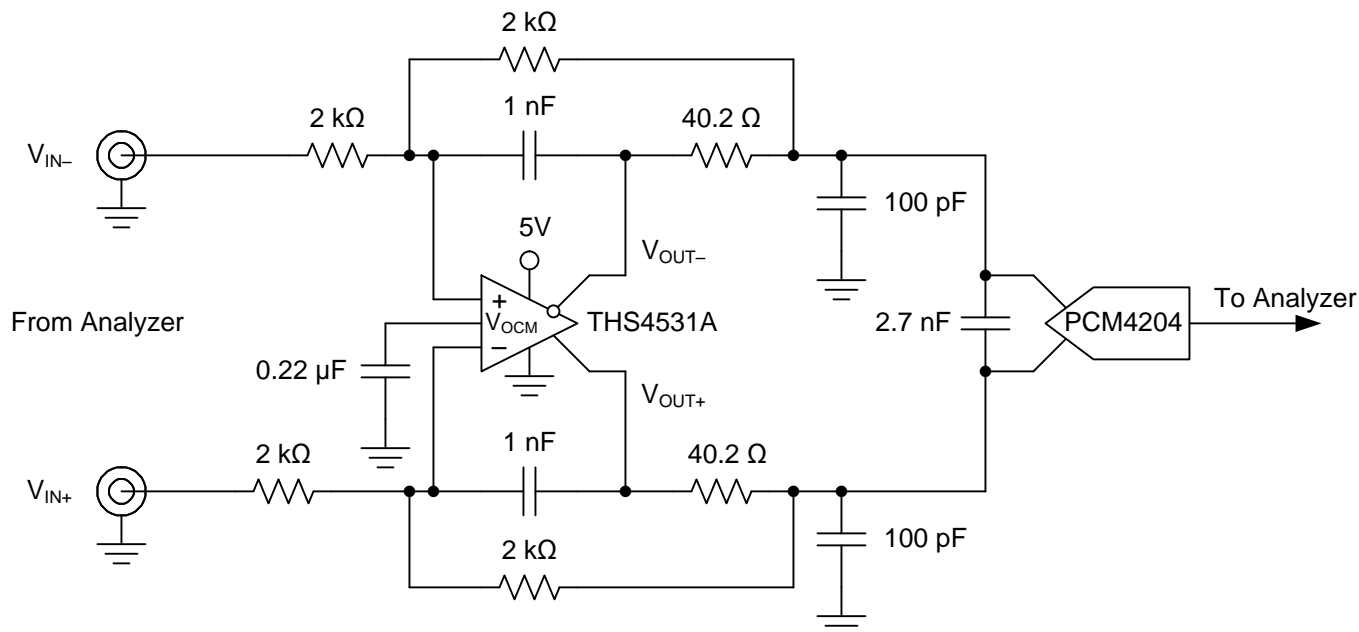 2 kΩ
1 nF
2 kΩ
40.2 Ω
V_IN–
100 pF
5V
V_OUT–
+
V_OCM
–
THS4531A
From Analyzer
2.7 nF
PCM4204
To Analyzer
0.22 µF
V_OUT+
1 nF
2 kΩ
40.2 Ω
V_IN+
100 pF
2 kΩ